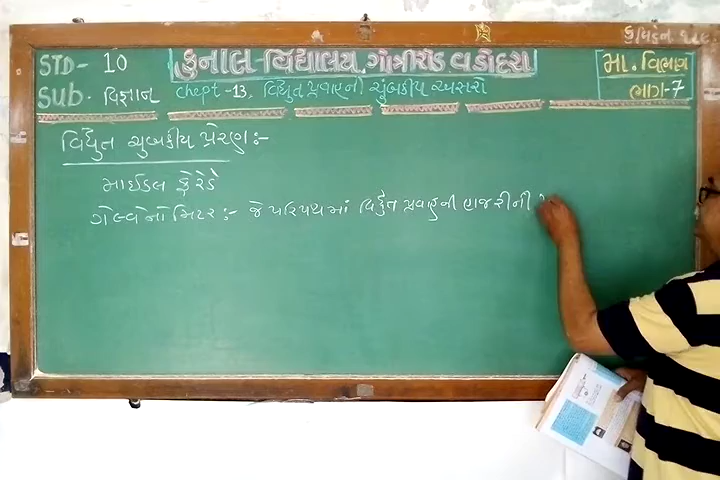 STD- 10
કુનાલ-વિદ્યાલય, ગોત્રીરોડ વડોદરા
મા. વિભાગ
Sub. વિજ્ઞાન
chept -13, વિદ્યુત પ્રવાહની ચુંબકીય અસરો
ભાગ-7
વિદ્યુત ચુંબકીય પ્રેરણ :-
માઈકલ ફેરેડે
ગેલ્વેનોમિટર :- જે પરિપથમાં વિદ્યુત પ્રવાહની હાજરીની